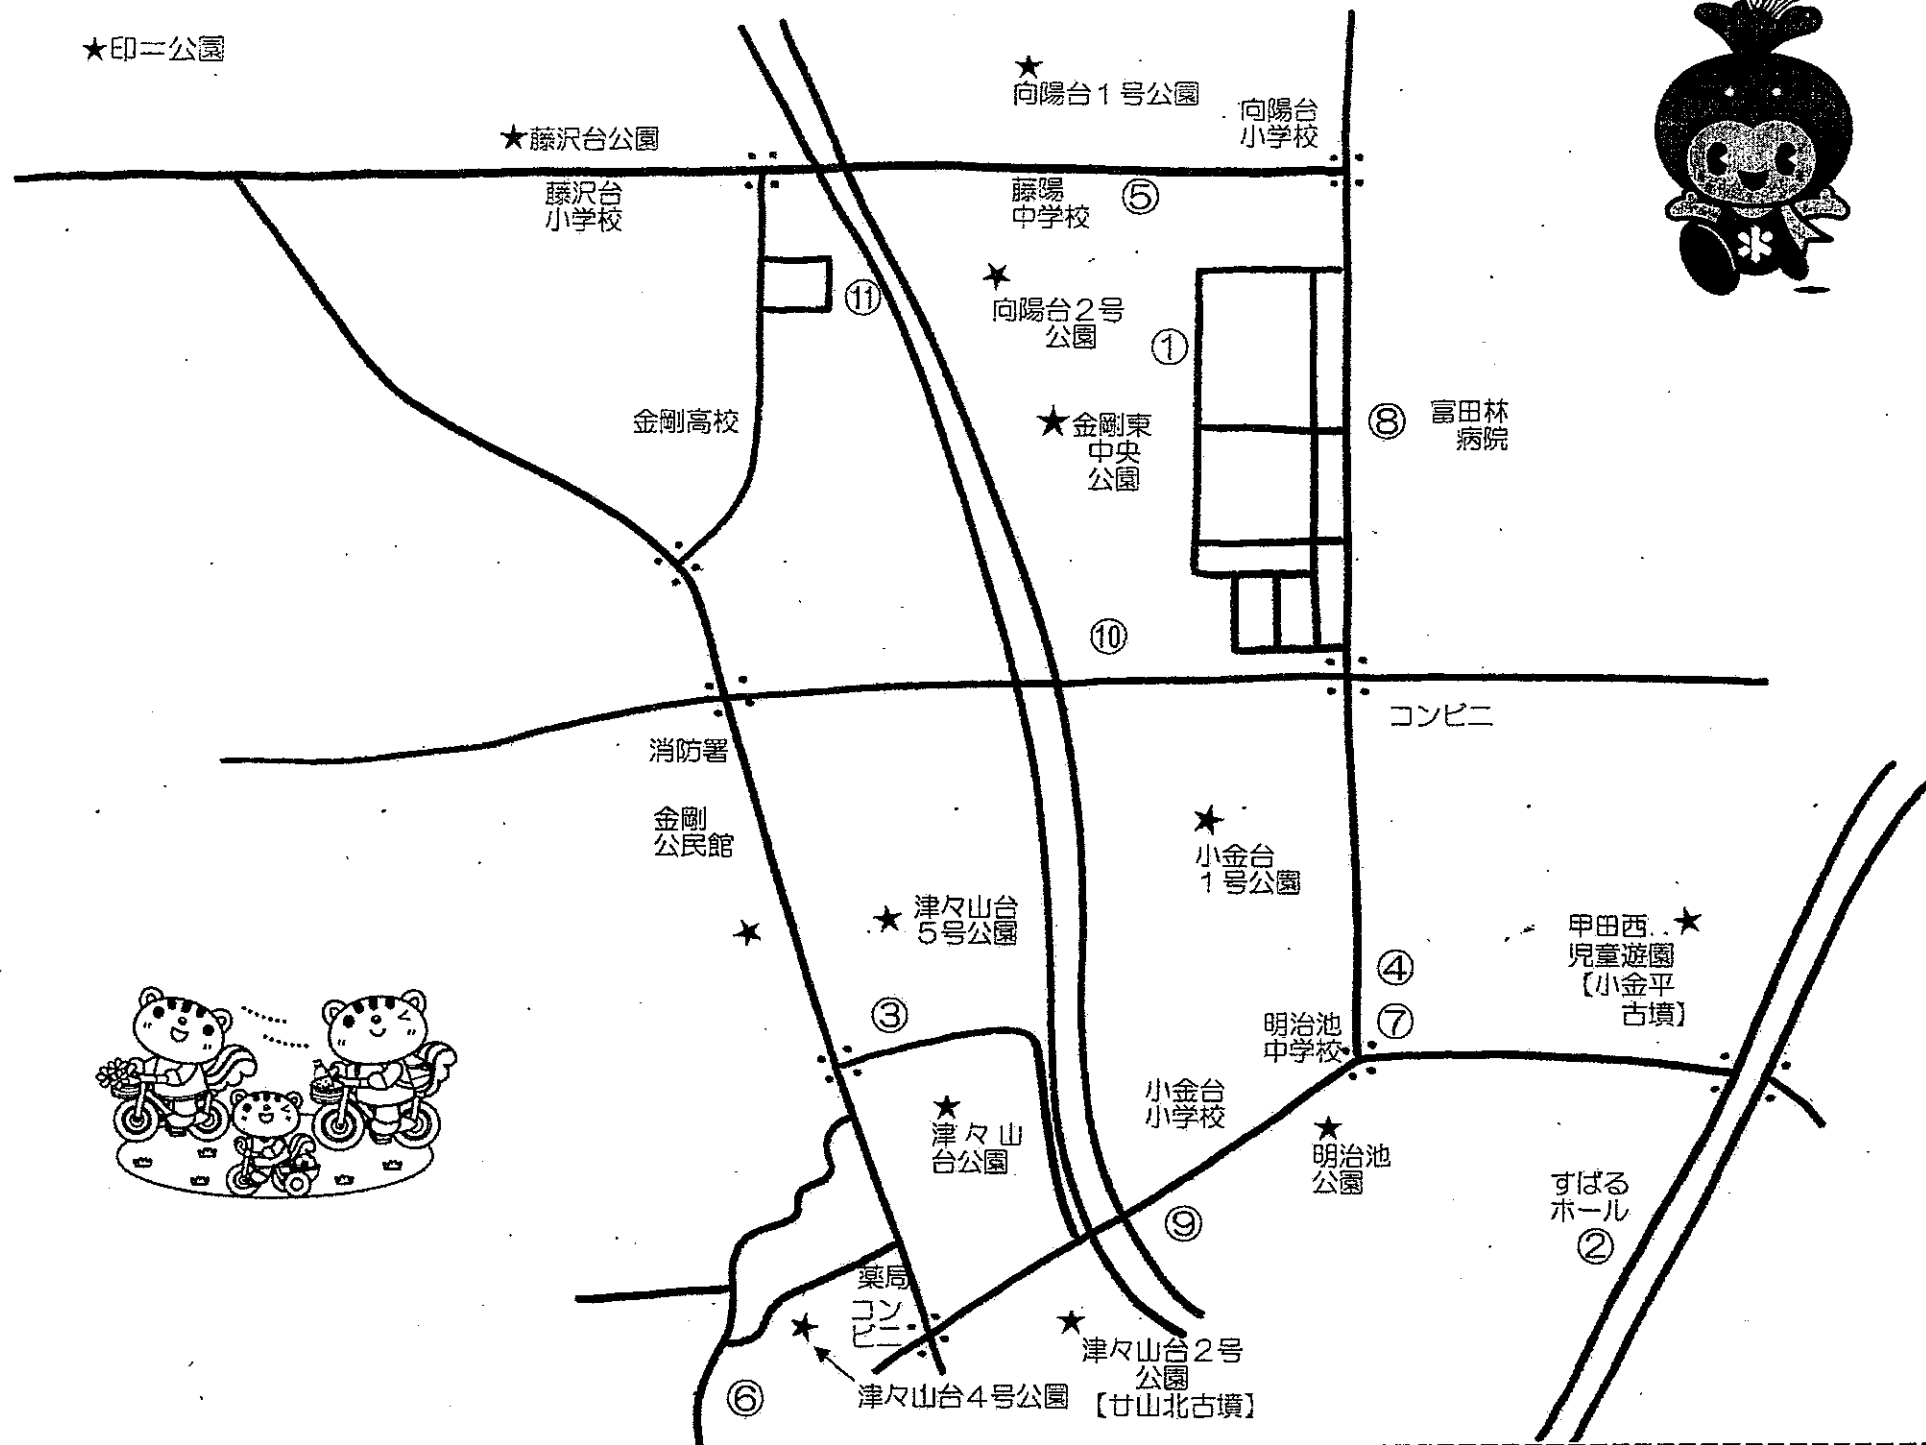 ★印＝公園
★
向陽台１号公園
向陽台
小学校
★藤沢台公園
藤沢台
小学校
藤陽
中学校
⑤
★
向陽台２号
公園
⑪
①
金剛高校
★金剛東
中央
公園
⑧
富田林
病院
⑩
コンビニ
消防署
金剛
公民館
★
小金台
１号公園
★
★津々山台
５号公園
甲田西
児童遊園
【小金平
古墳】
★
④
③
⑦
明治池
中学校
小金台
小学校
★
津々山
台公園
★
明治池
公園
すばる
ホール
②
⑨
薬局
コン
ビニ
★
★
津々山台２号
公園
【廿山北古墳】
津々山台４号公園
⑥